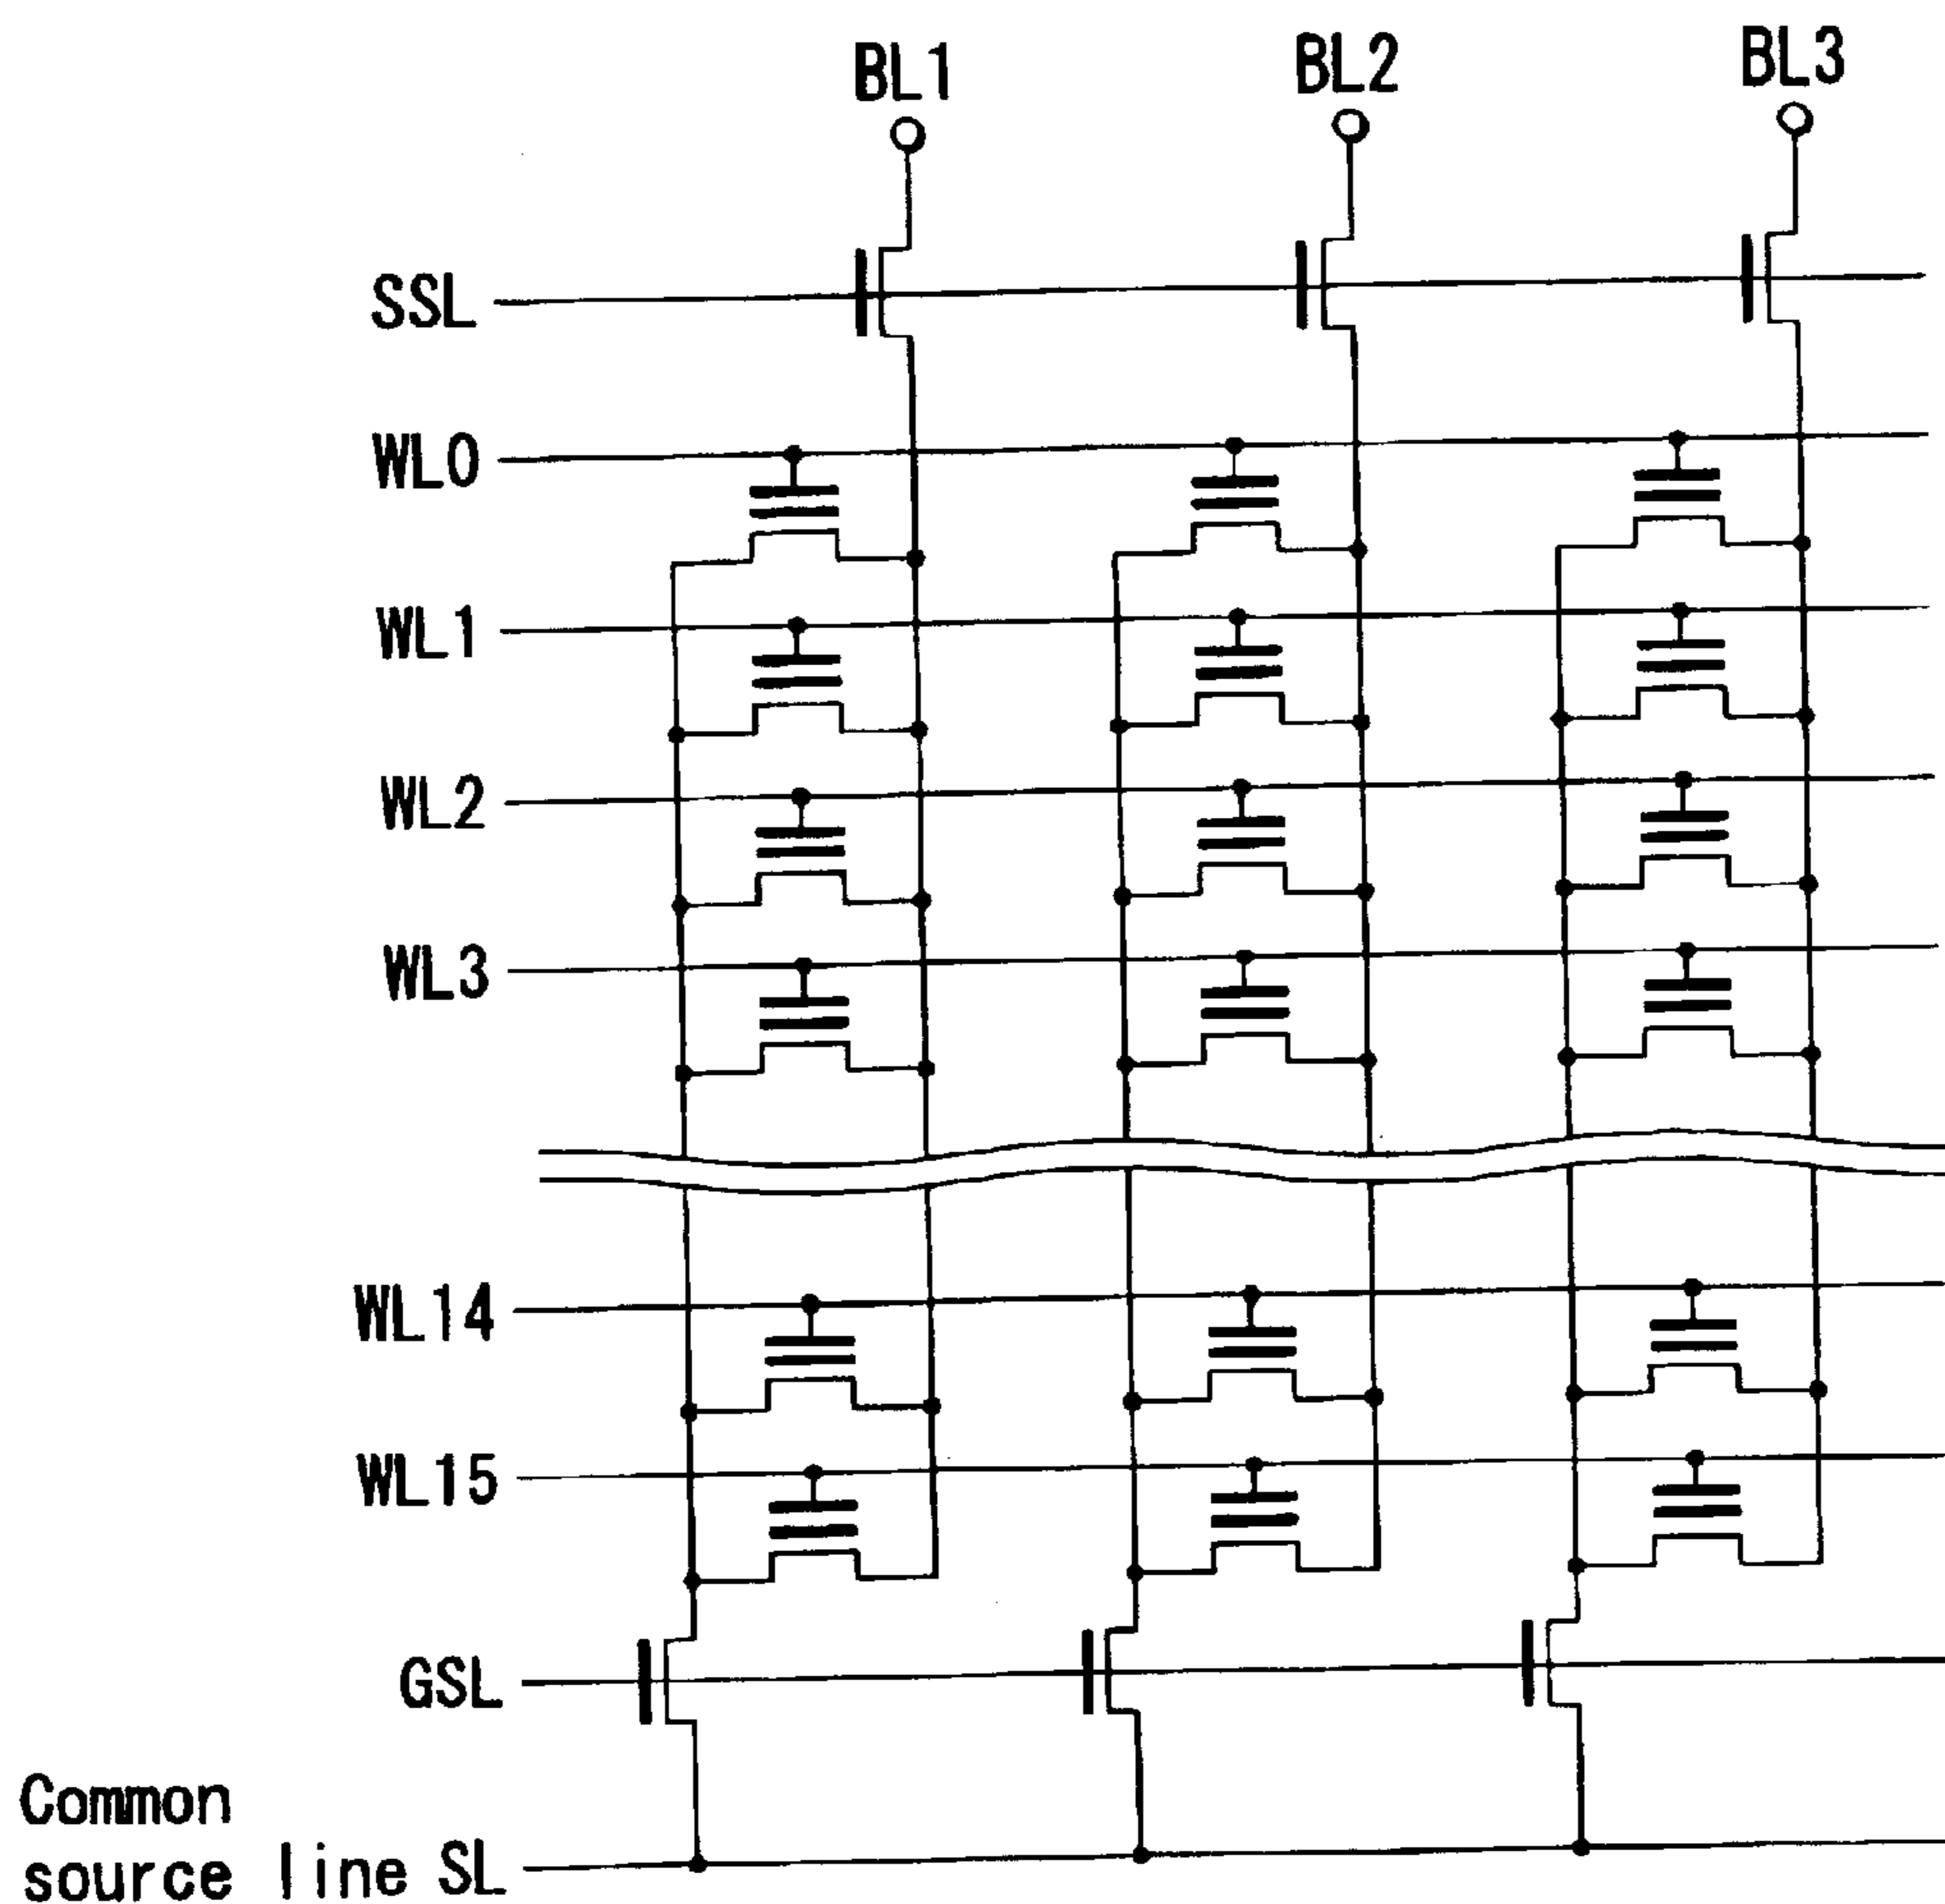 BL1 BL2 BL3
SSL
WL0
WL1
WL2
WL3
WL14
WL15
GSL
Common
source line SL